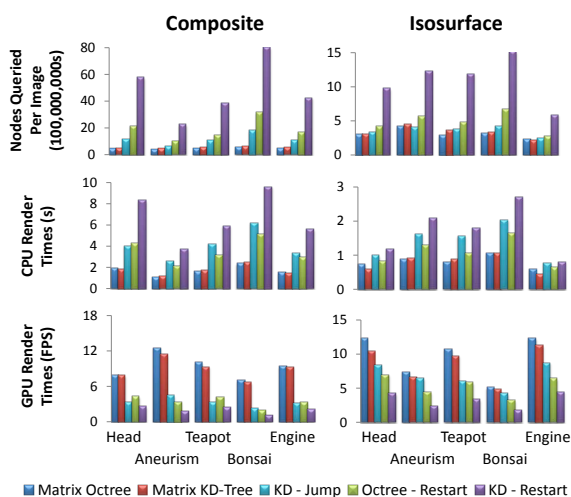 Composite
Isosurface
Nodes Queried
Per Image
(100,000,000s)
80
60
40
20
0
15
10
5
0
CPU Render
Times (s)
10
8
6
4
2
0
3
2
1
0
GPU Render
Times (FPS)
18
12
6
0
15
10
5
0
Head Teapot Engine
Aneurism Bonsai
Head Teapot Engine
Aneurism Bonsai
Matrix Octree Matrix KD-Tree KD - Jump Octree - Restart KD - Restart